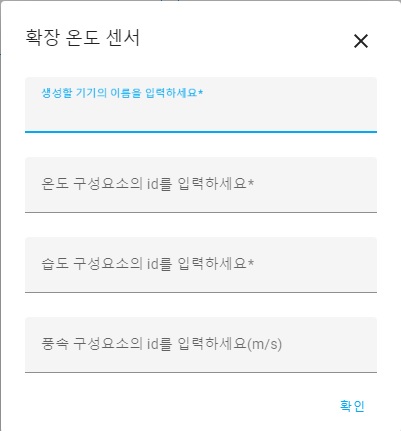 확장 온도 센서
생성할 기기의 이름을 입력하세요*
온도 구성요소의 id를 입력하세요*
습도 구성요소의 id를 입력하세요*
풍속 구성요소의 id를 입력하세요(m/s)
확인